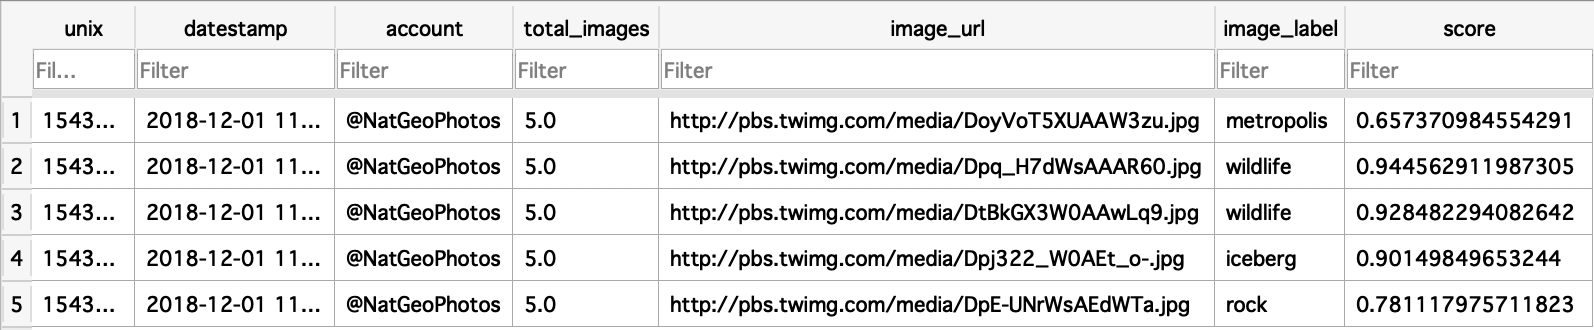 unix datestamp account total_images image_url image_label score
Fil... Filter Filter Filter Filter Filter Filter
1 1543... 2018-12-01 11... @NatGeoPhotos 5.0 http://pbs.twimg.com/media/DoyVoT5XUAAW3zu.jpg metropolis 0.657370984554291
2 1543... 2018-12-01 11... @NatGeoPhotos 5.0 http://pbs.twimg.com/media/Dpq_H7dWsAAAR60.jpg wildlife 0.944562911987305
3 1543... 2018-12-01 11... @NatGeoPhotos 5.0 http://pbs.twimg.com/media/DtBkGX3W0AAwLq9.jpg wildlife 0.928482294082642
4 1543... 2018-12-01 11... @NatGeoPhotos 5.0 http://pbs.twimg.com/media/Dpj322_W0AEt_o-.jpg iceberg 0.90149849653244
5 1543... 2018-12-01 11... @NatGeoPhotos 5.0 http://pbs.twimg.com/media/DpE-UNrWsAEdWTa.jpg rock 0.781117975711823